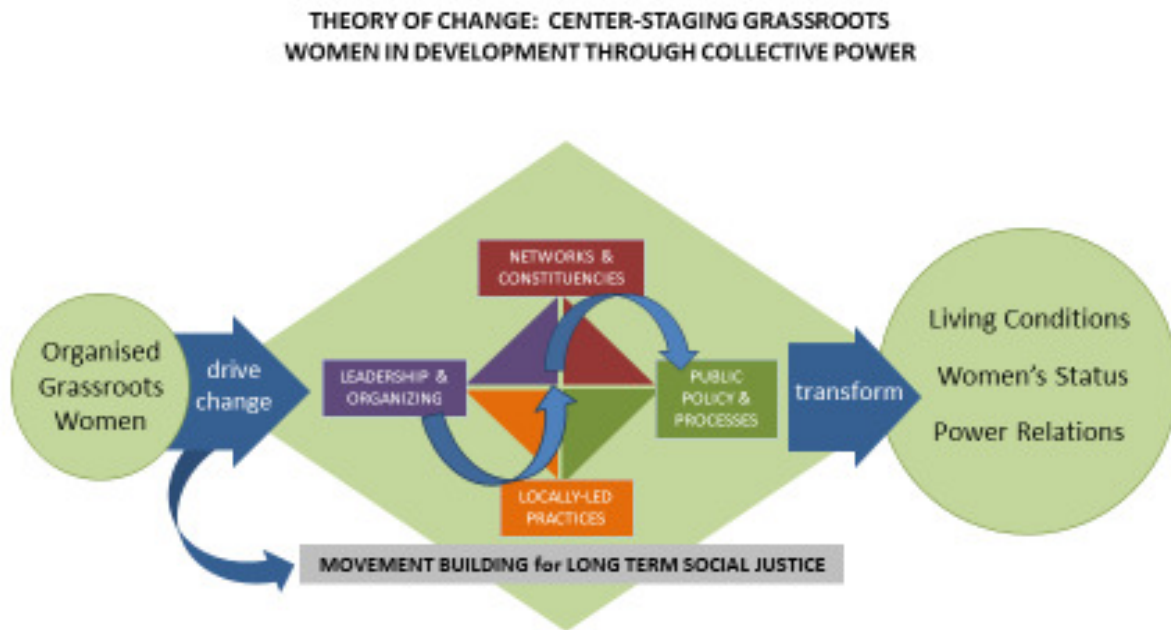 THEORY OF CHANGE: CENTER-STAGING GRASSROOTS
WOMEN IN DEVELOPMENT THROUGH COLLECTIVE POWER
Organised
Grassroots
Women
drive
change
NETWORKS &
CONSTITUENCIES
LEADERSHIP &
ORGANIZING
PUBLIC
POLICY &
PROCESSES
LOCALLY-LED
PRACTICES
transform
Living Conditions
Women's Status
Power Relations
MOVEMENT BUILDING for LONG TERM SOCIAL JUSTICE